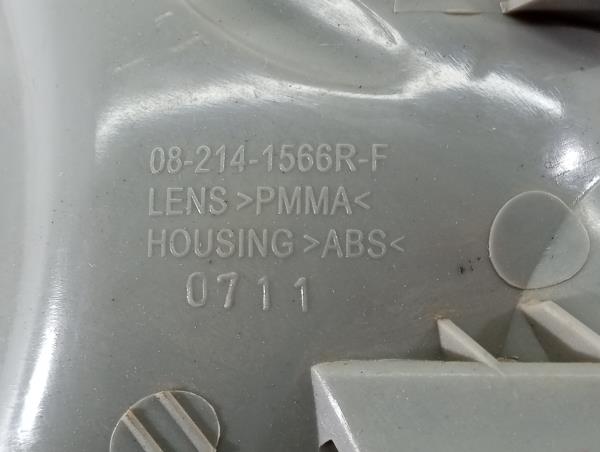 08-214-1566R-F
LENS >PMMA<
HOUSING >ABS<
0711